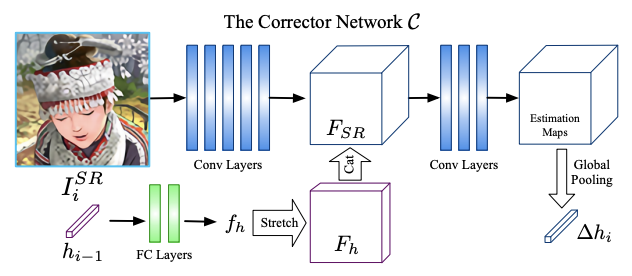 The Corrector Network C
F_SR
Conv Layers
Conv Layers
Estimation
Maps
Cat
Global
Pooling
I_i^SR
h_{i-1}
FC Layers
f_h
Stretch
F_h
Δh_i